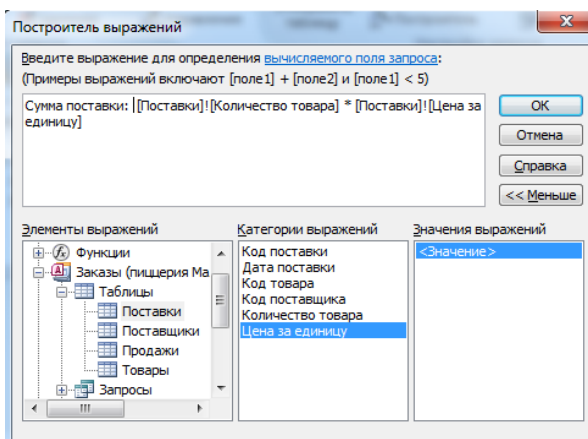 Построитель выражений
Введите выражение для определения вычисляемого поля запроса:
(Примеры выражений включают [поле1] + [поле2] и [поле1] < 5)
Сумма поставки: [Поставки]![Количество товара] * [Поставки]![Цена за
единицу]
ОК
Отмена
Справка
<< Меньше
Элементы выражений
Категории выражений
Значения выражений
Функции
Заказы (пиццерия Ма
Таблицы
Поставки
Поставщики
Продажи
Товары
Запросы
Код поставки
Дата поставки
Код товара
Код поставщика
Количество товара
Цена за единицу
<Значение>